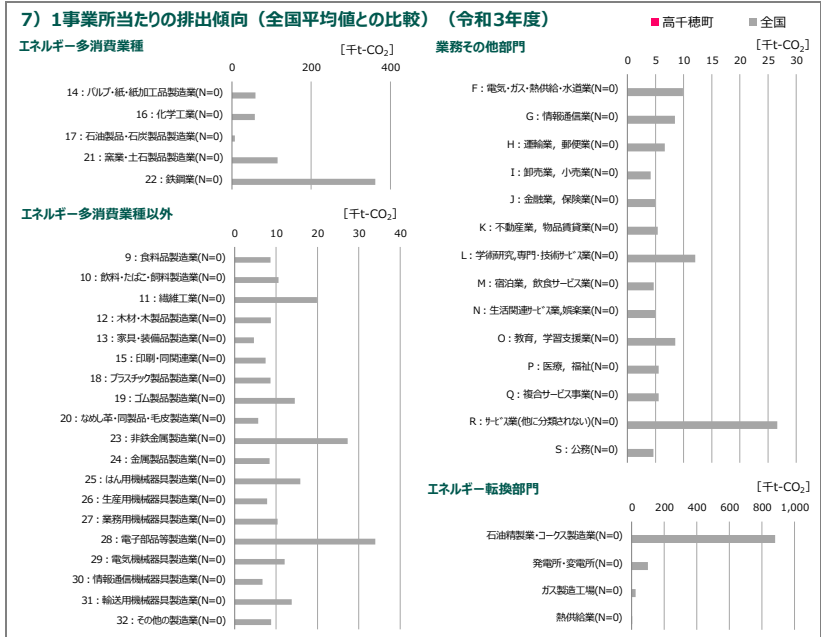 7）1事業所当たりの排出傾向（全国平均値との比較）（令和3年度）
■高千穂町 ■全国
エネルギー多消費業種
[千t-CO₂]
0 200 400
14：パルプ・紙・紙加工品製造業(N=0)
16：化学工業(N=0)
17：石油製品・石炭製品製造業(N=0)
21：窯業・土石製品製造業(N=0)
22：鉄鋼業(N=0)
エネルギー多消費業種以外
[千t-CO₂]
0 10 20 30 40
9：食料品製造業(N=0)
10：飲料・たばこ・飼料製造業(N=0)
11：繊維工業(N=0)
12：木材・木製品製造業(N=0)
13：家具・装備品製造業(N=0)
15：印刷・同関連業(N=0)
18：プラスチック製品製造業(N=0)
19：ゴム製品製造業(N=0)
20：なめし革・同製品・毛皮製造業(N=0)
23：非鉄金属製造業(N=0)
24：金属製品製造業(N=0)
25：はん用機械器具製造業(N=0)
26：生産用機械器具製造業(N=0)
27：業務用機械器具製造業(N=0)
28：電子部品等製造業(N=0)
29：電気機械器具製造業(N=0)
30：情報通信機械器具製造業(N=0)
31：輸送用機械器具製造業(N=0)
32：その他の製造業(N=0)
業務その他部門
[千t-CO₂]
0 5 10 15 20 25 30
F：電気・ガス・熱供給・水道業(N=0)
G：情報通信業(N=0)
H：運輸業，郵便業(N=0)
I：卸売業，小売業(N=0)
J：金融業，保険業(N=0)
K：不動産業，物品賃貸業(N=0)
L：学術研究,専門・技術ｻｰﾋﾞｽ業(N=0)
M：宿泊業，飲食サービス業(N=0)
N：生活関連ｻｰﾋﾞｽ業,娯楽業(N=0)
O：教育，学習支援業(N=0)
P：医療，福祉(N=0)
Q：複合サービス事業(N=0)
R：ｻｰﾋﾞｽ業(他に分類されない)(N=0)
S：公務(N=0)
エネルギー転換部門
[千t-CO₂]
0 200 400 600 800 1,000
石油精製業・コークス製造業(N=0)
発電所・変電所(N=0)
ガス製造工場(N=0)
熱供給業(N=0)